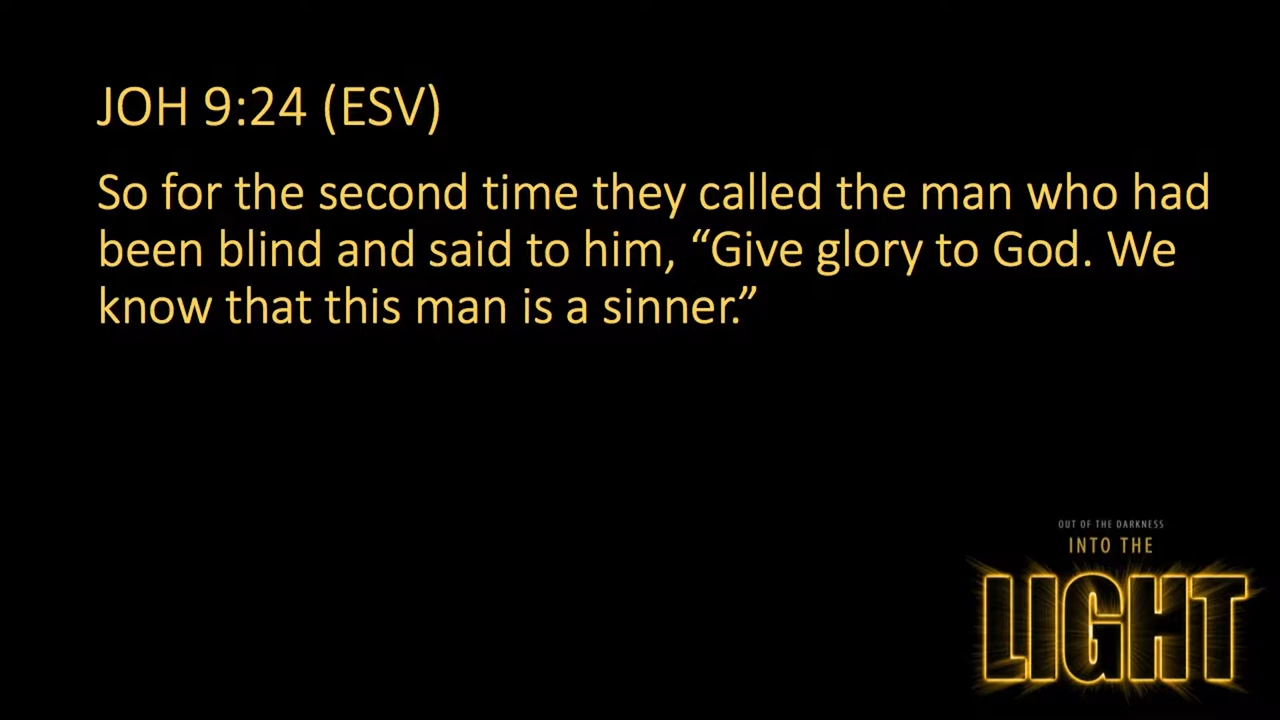 JOH 9:24 (ESV)
So for the second time they called the man who had
been blind and said to him, “Give glory to God. We
know that this man is a sinner.”
OUT OF THE DARKNESS
INTO THE
LIGHT